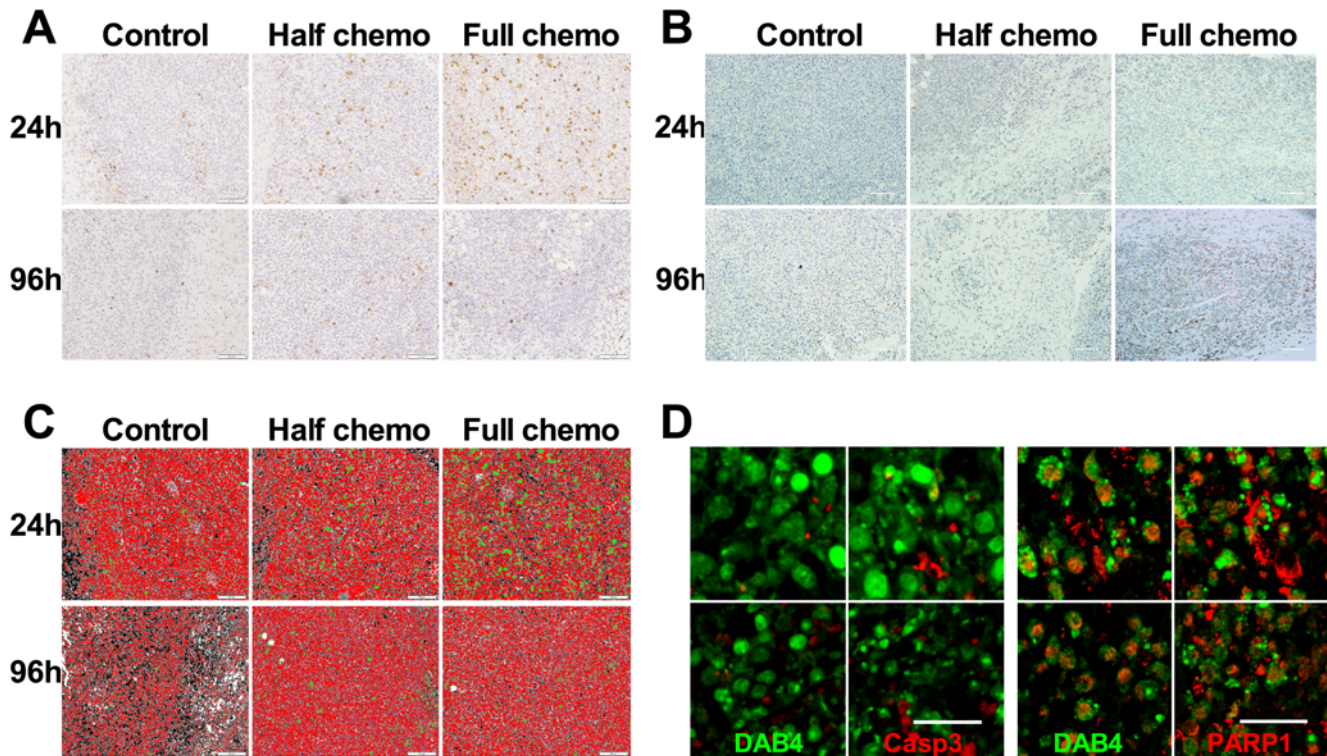 A
Control Half chemo Full chemo
24h
96h
B
Control Half chemo Full chemo
24h
96h
C
Control Half chemo Full chemo
24h
96h
D
DAB4 Casp3 DAB4 PARP1